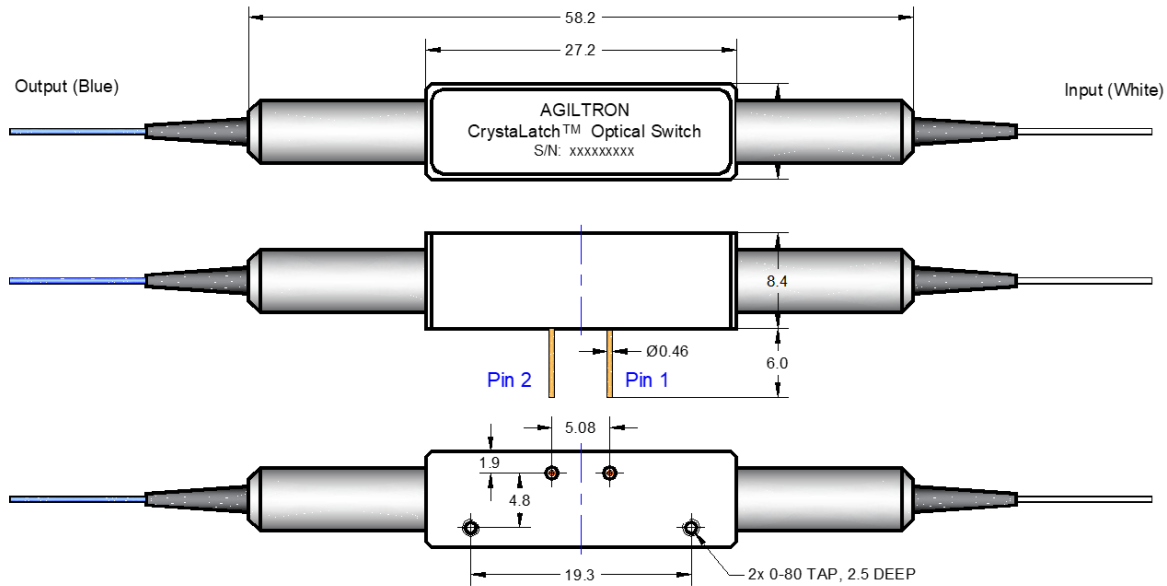 58.2
27.2
Output (Blue)
Input (White)
AGILTRON
CrystaLatch™ Optical Switch
S/N: xxxxxxxxx
8.4
Ø0.46
6.0
Pin 2
Pin 1
5.08
1.9
4.8
19.3
2x 0-80 TAP, 2.5 DEEP